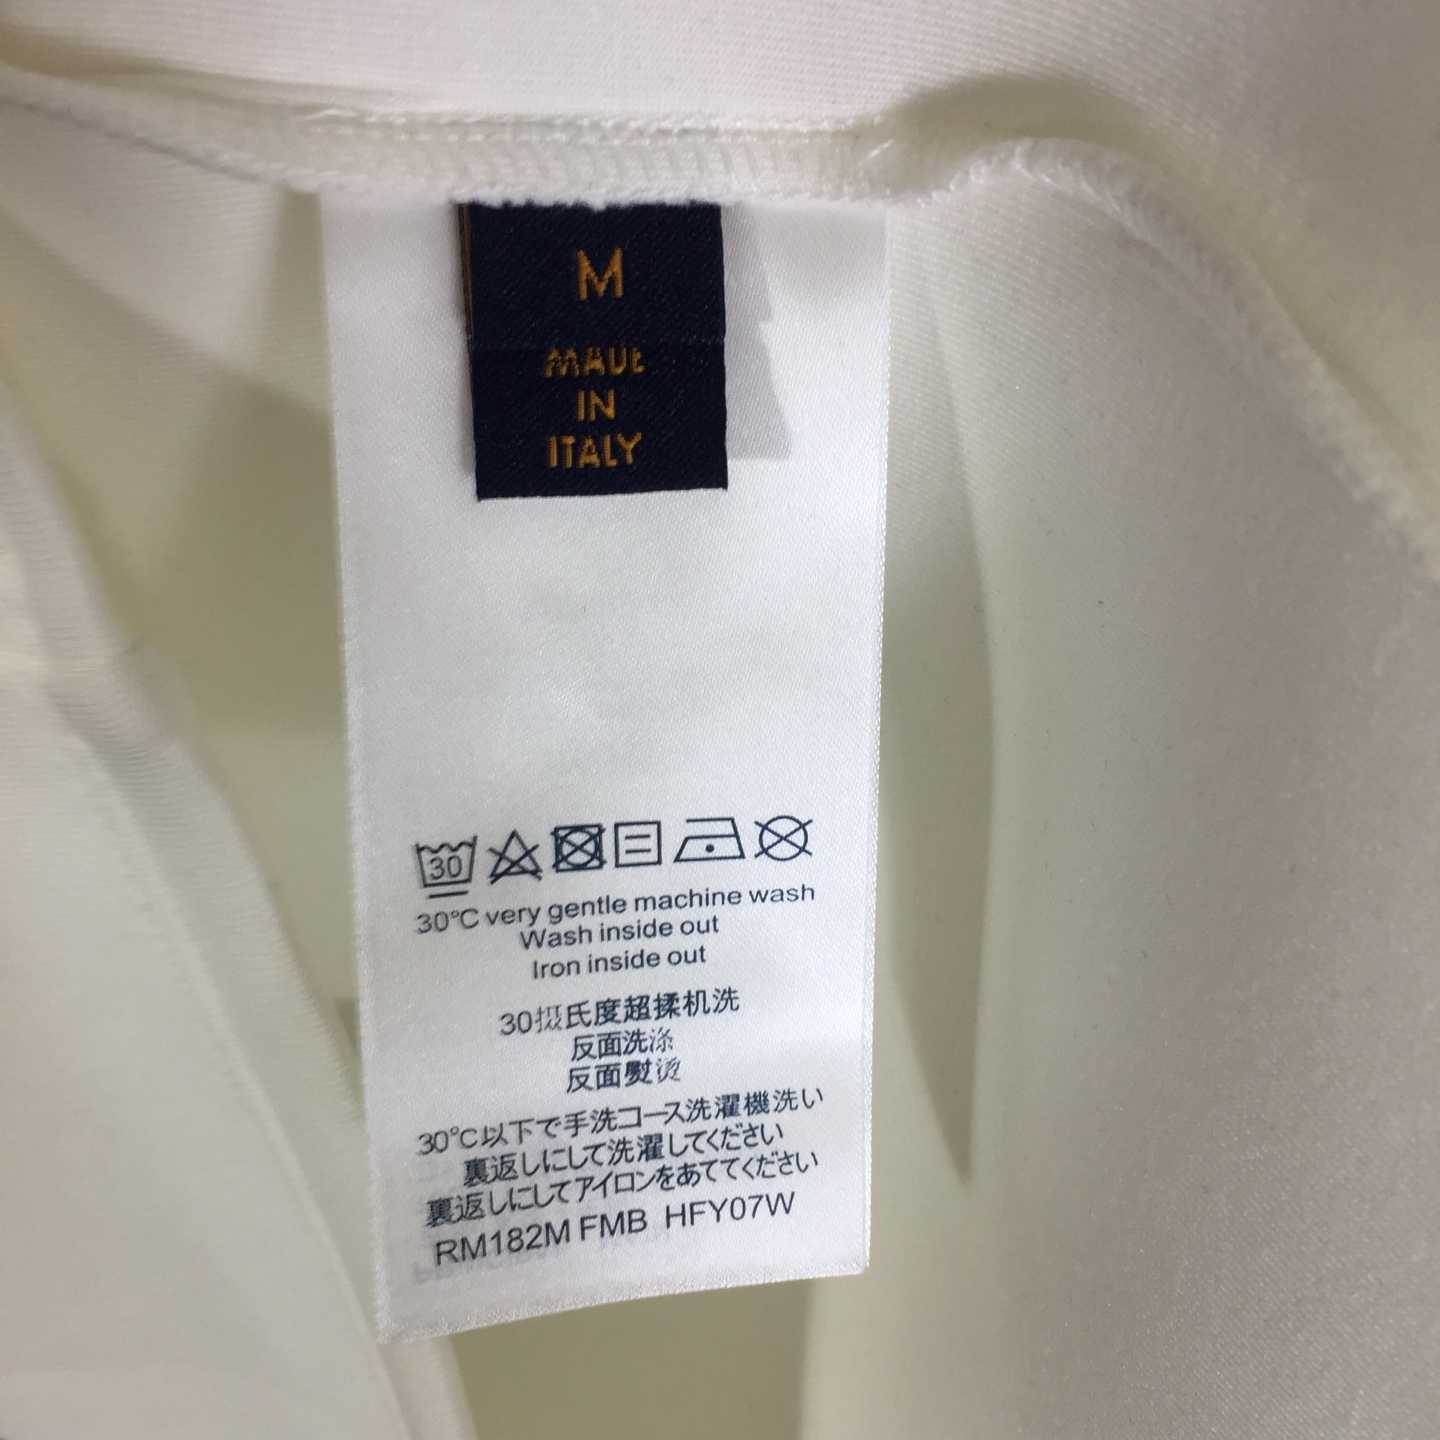 M
MADE
IN
ITALY
30
30°C very gentle machine wash
Wash inside out
Iron inside out
30摄氏度超揉机洗
反面洗涤
反面熨烫
30°C以下で手洗コース洗濯機洗い
裏返しにして洗濯してください
裏返しにしてアイロンをあててください
RM182M FMB HFY07W